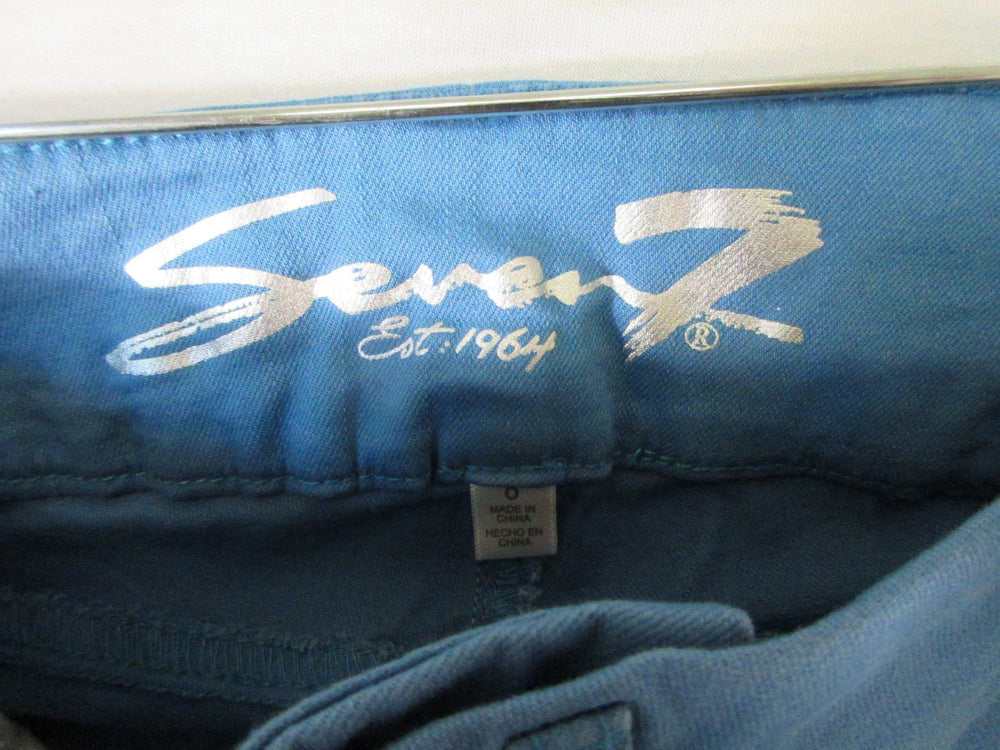 Seven7
Est: 1964
®
0
MADE IN
CHINA
HECHO EN
CHINA